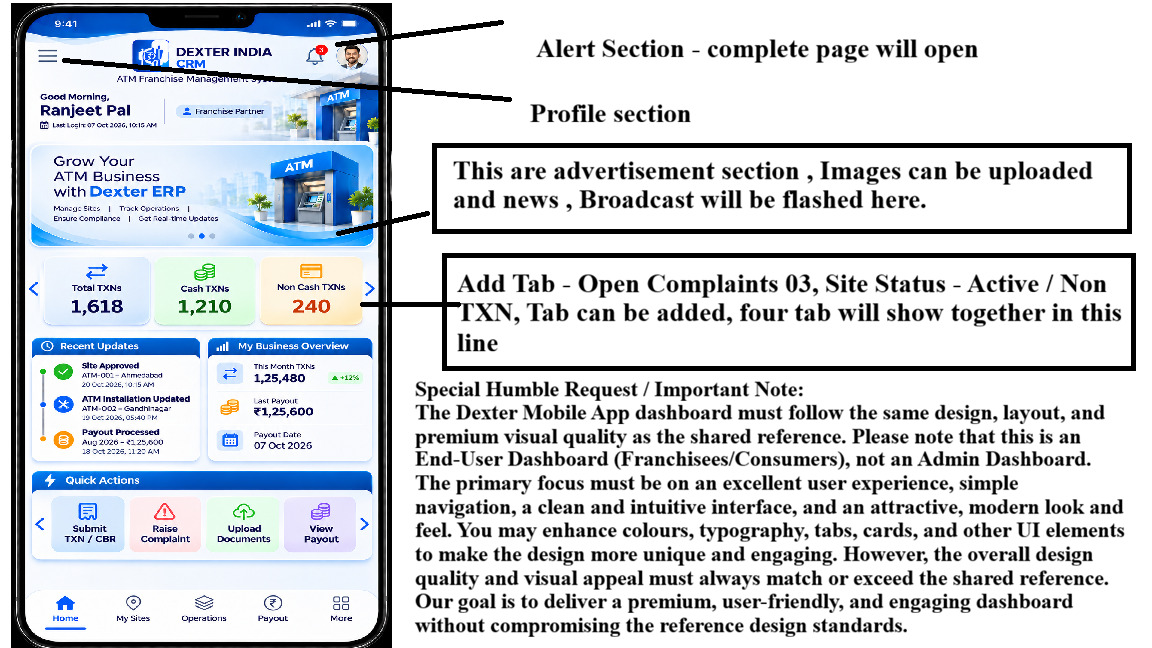 9:41
DEXTER INDIA
CRM
3
ATM Franchise Management
Good Morning,
Ranjeet Pal
Franchise Partner
Last Login: 07 Oct 2026, 10:15 AM
ATM
Grow Your
ATM Business
with Dexter ERP
Manage Sites | Track Operations |
Ensure Compliance | Get Real-time Updates
ATM
Total TXNs
1,618
Cash TXNs
1,210
Non Cash TXNs
240
Recent Updates
Site Approved
ATM-001 – Ahmedabad
20 Oct 2026, 10:15 AM
ATM Installation Updated
ATM-002 – Gandhinagar
19 Oct 2026, 05:40 PM
Payout Processed
Aug 2026 – ₹1,25,600
18 Oct 2026, 11:20 AM
My Business Overview
This Month TXNs
1,25,480
▲ +12%
Last Payout
₹1,25,600
Payout Date
07 Oct 2026
Quick Actions
Submit
TXN / CBR
Raise
Complaint
Upload
Documents
View
Payout
Home
My Sites
Operations
Payout
More
Alert Section - complete page will open
Profile section
This are advertisement section , Images can be uploaded
and news , Broadcast will be flashed here.
Add Tab - Open Complaints 03, Site Status - Active / Non
TXN, Tab can be added, four tab will show together in this
line
Special Humble Request / Important Note:
The Dexter Mobile App dashboard must follow the same design, layout, and
premium visual quality as the shared reference. Please note that this is an
End-User Dashboard (Franchisees/Consumers), not an Admin Dashboard.
The primary focus must be on an excellent user experience, simple
navigation, a clean and intuitive interface, and an attractive, modern look and
feel. You may enhance colours, typography, tabs, cards, and other UI elements
to make the design more unique and engaging. However, the overall design
quality and visual appeal must always match or exceed the shared reference.
Our goal is to deliver a premium, user-friendly, and engaging dashboard
without compromising the reference design standards.